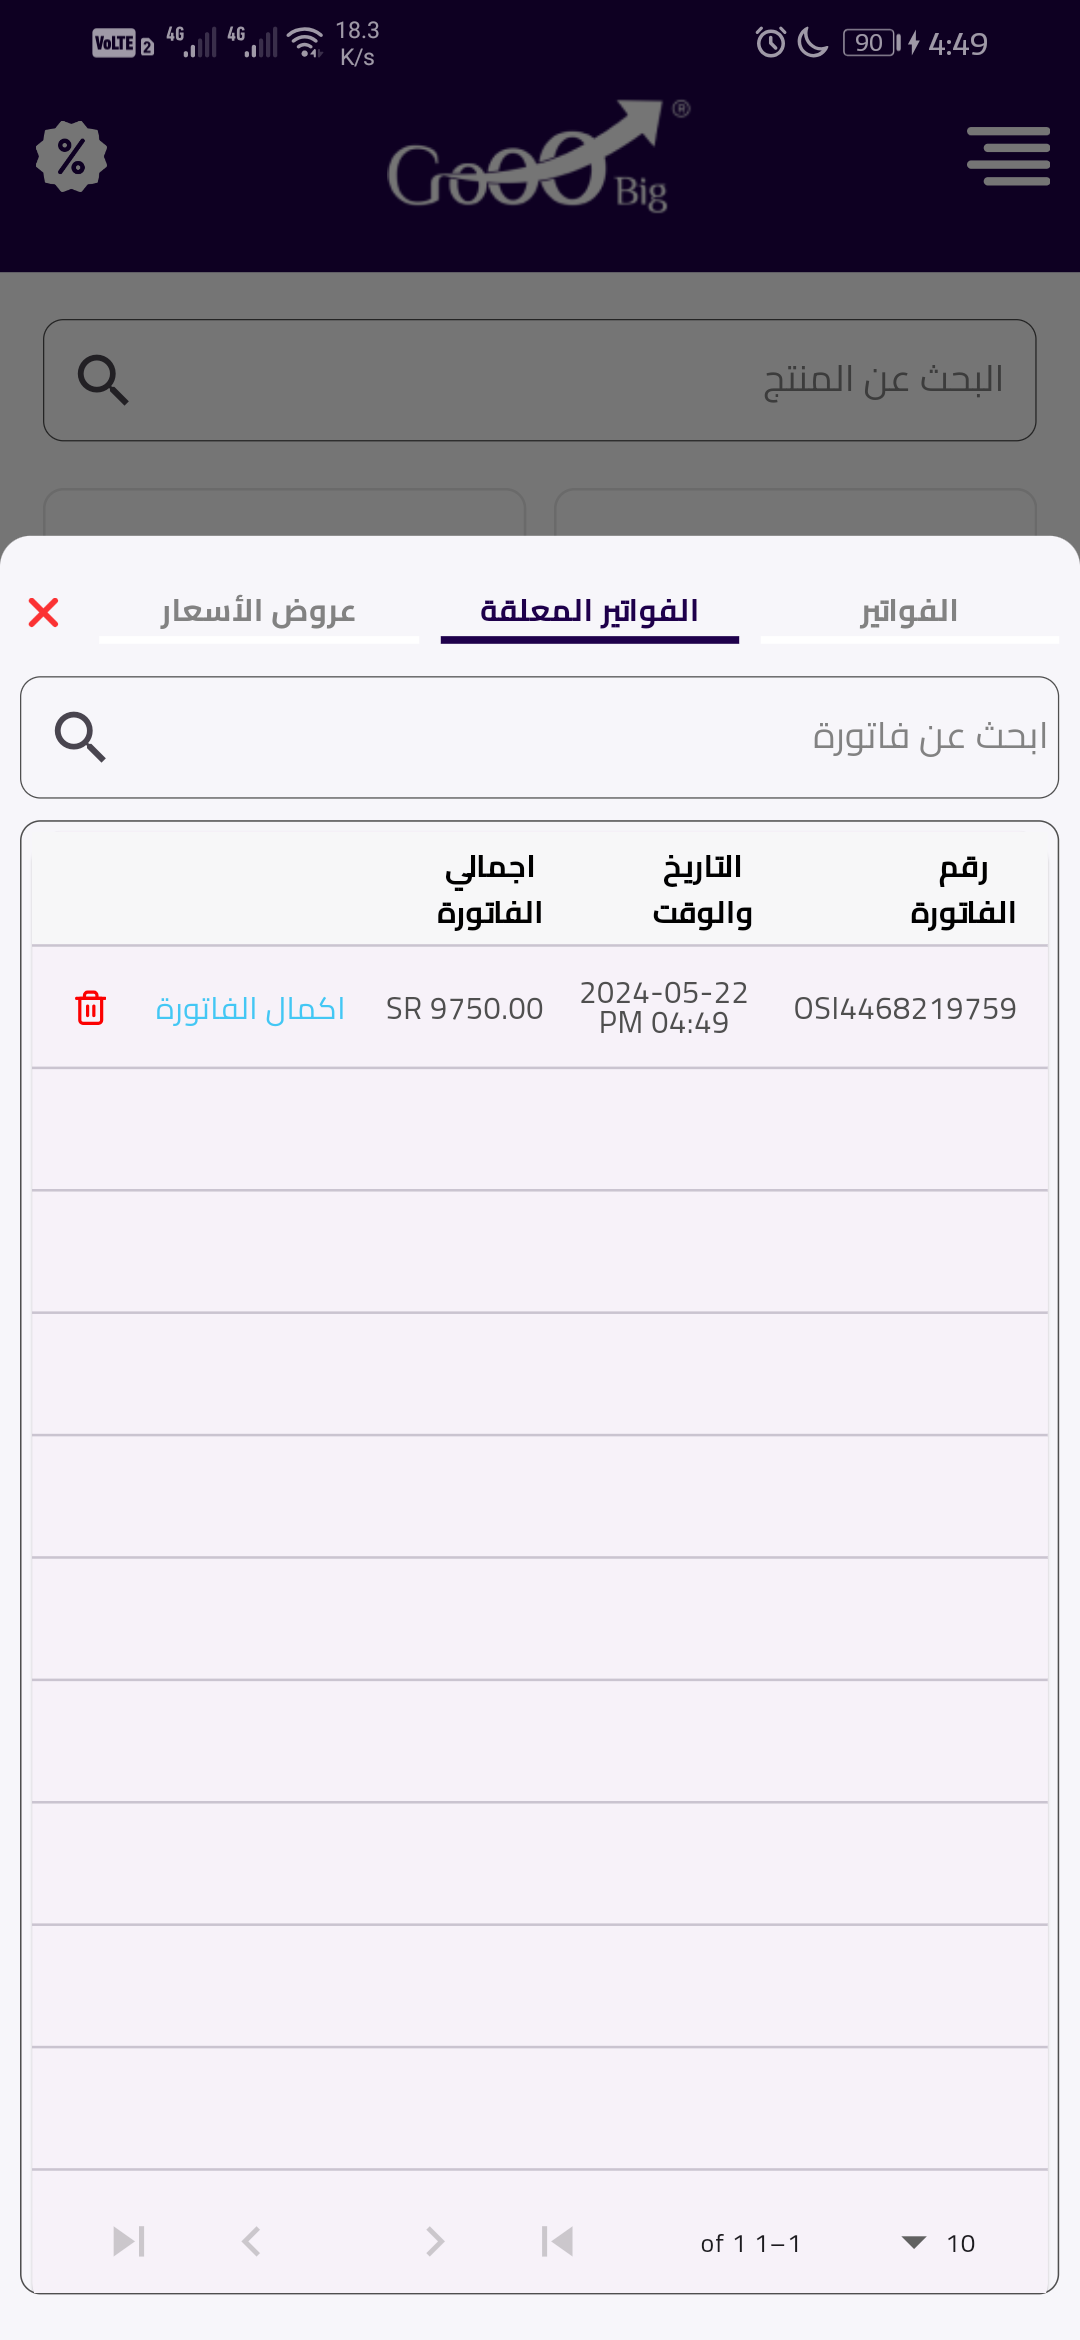 VoLTE 2 4G 4G 18.3 K/s 90 4:49
GoOO Big ®
البحث عن المنتج
الفواتير الفواتير المعلقة عروض الأسعار
ابحث عن فاتورة
رقم الفاتورة التاريخ والوقت اجمالي الفاتورة
OSI4468219759 2024-05-22 PM 04:49 SR 9750.00 اكمال الفاتورة
10 of 1 1–1